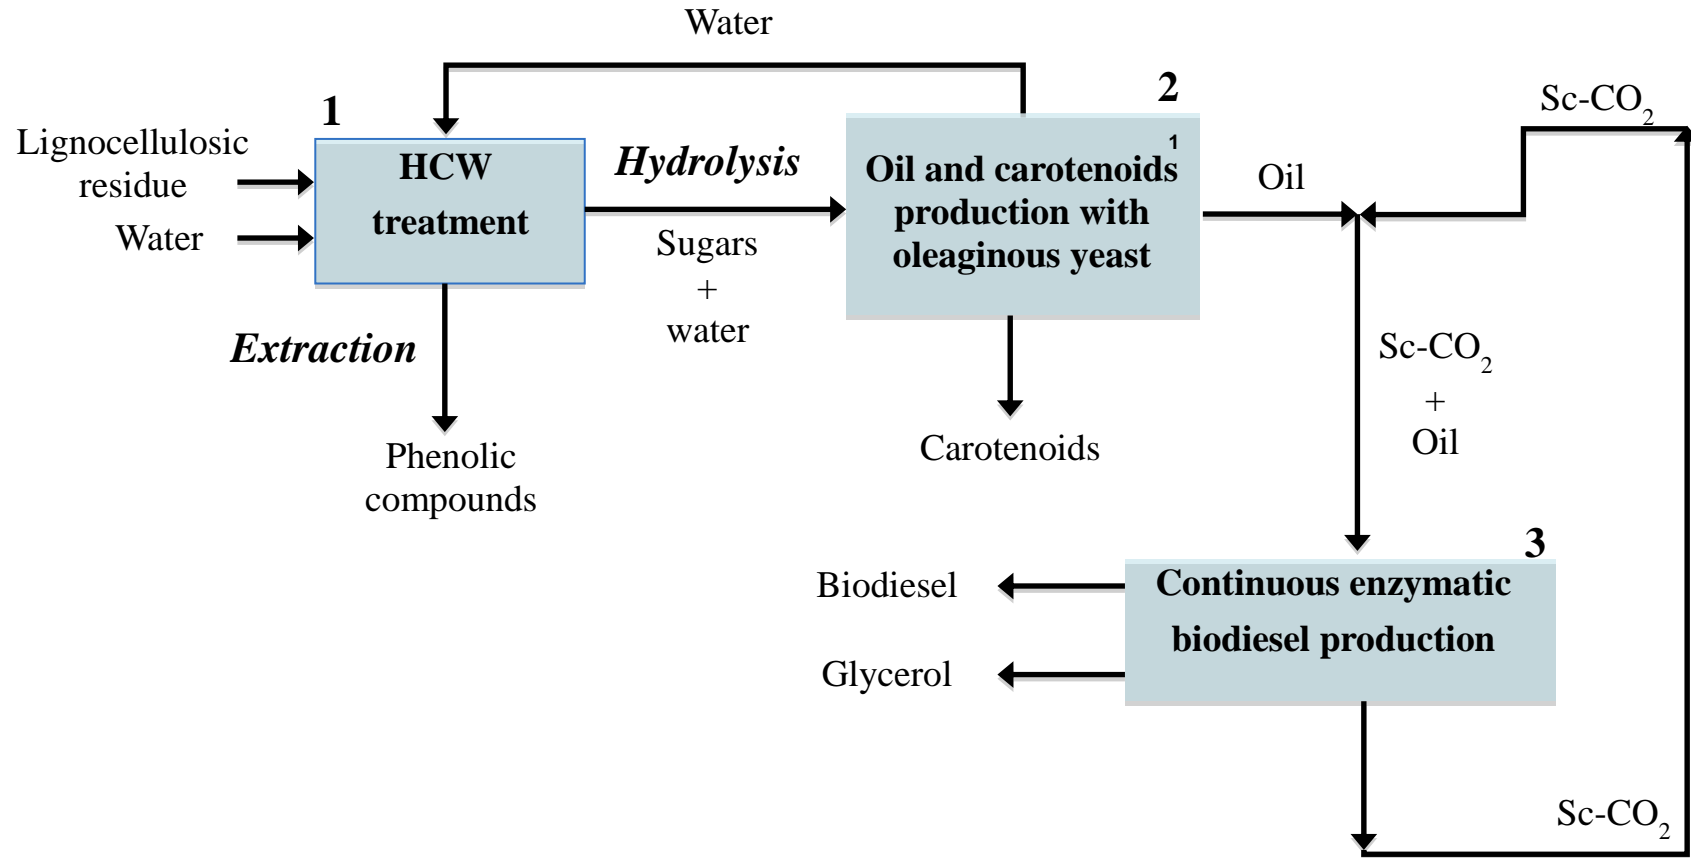 Water
1
2
Sc-CO2
Lignocellulosic
residue
Water
HCW
treatment
Hydrolysis
Sugars
+
water
1
Oil and carotenoids
production with
oleaginous yeast
Oil
Extraction
Phenolic
compounds
Carotenoids
Sc-CO2
+
Oil
3
Continuous enzymatic
biodiesel production
Biodiesel
Glycerol
Sc-CO2